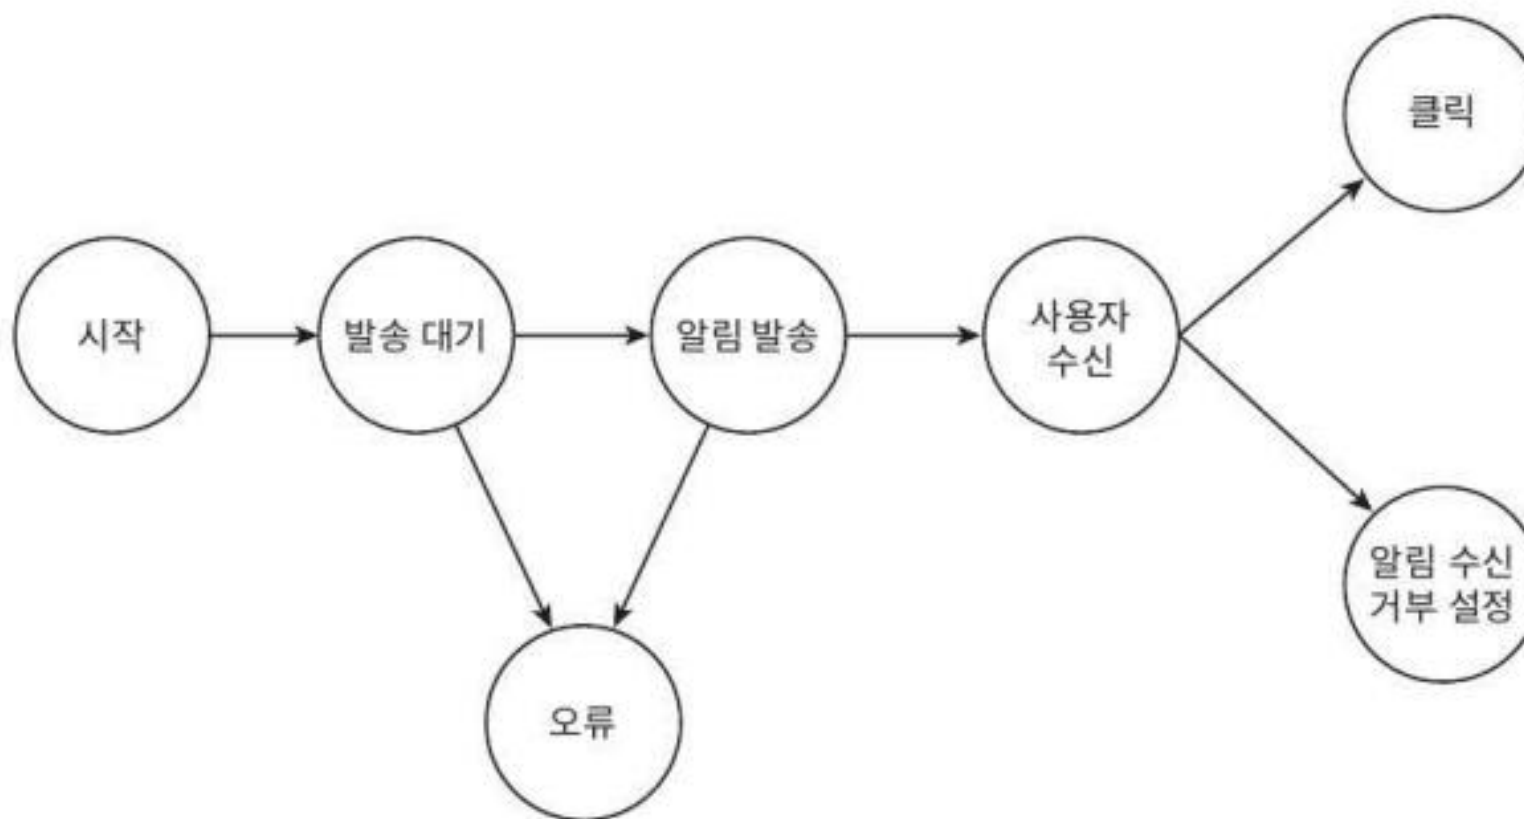 클릭
시작
발송 대기
알림 발송
사용자
수신
알림 수신
거부 설정
오류